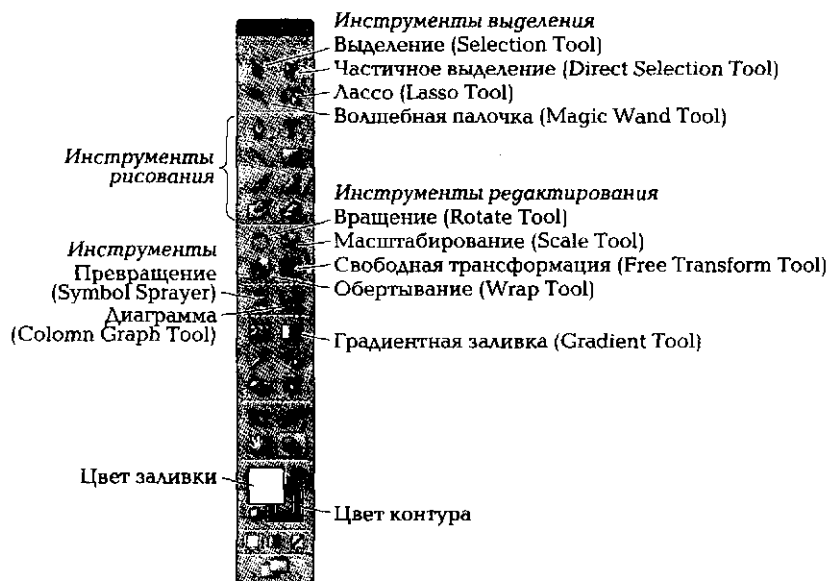 Инструменты выделения
Выделение (Selection Tool)
Частичное выделение (Direct Selection Tool)
Лассо (Lasso Tool)
Волшебная палочка (Magic Wand Tool)
Инструменты
рисования
Инструменты редактирования
Вращение (Rotate Tool)
Масштабирование (Scale Tool)
Свободная трансформация (Free Transform Tool)
Обертывание (Wrap Tool)
Инструменты
Превращение
(Symbol Sprayer)
Диаграмма
(Colomn Graph Tool)
Градиентная заливка (Gradient Tool)
Цвет заливки
Цвет контура